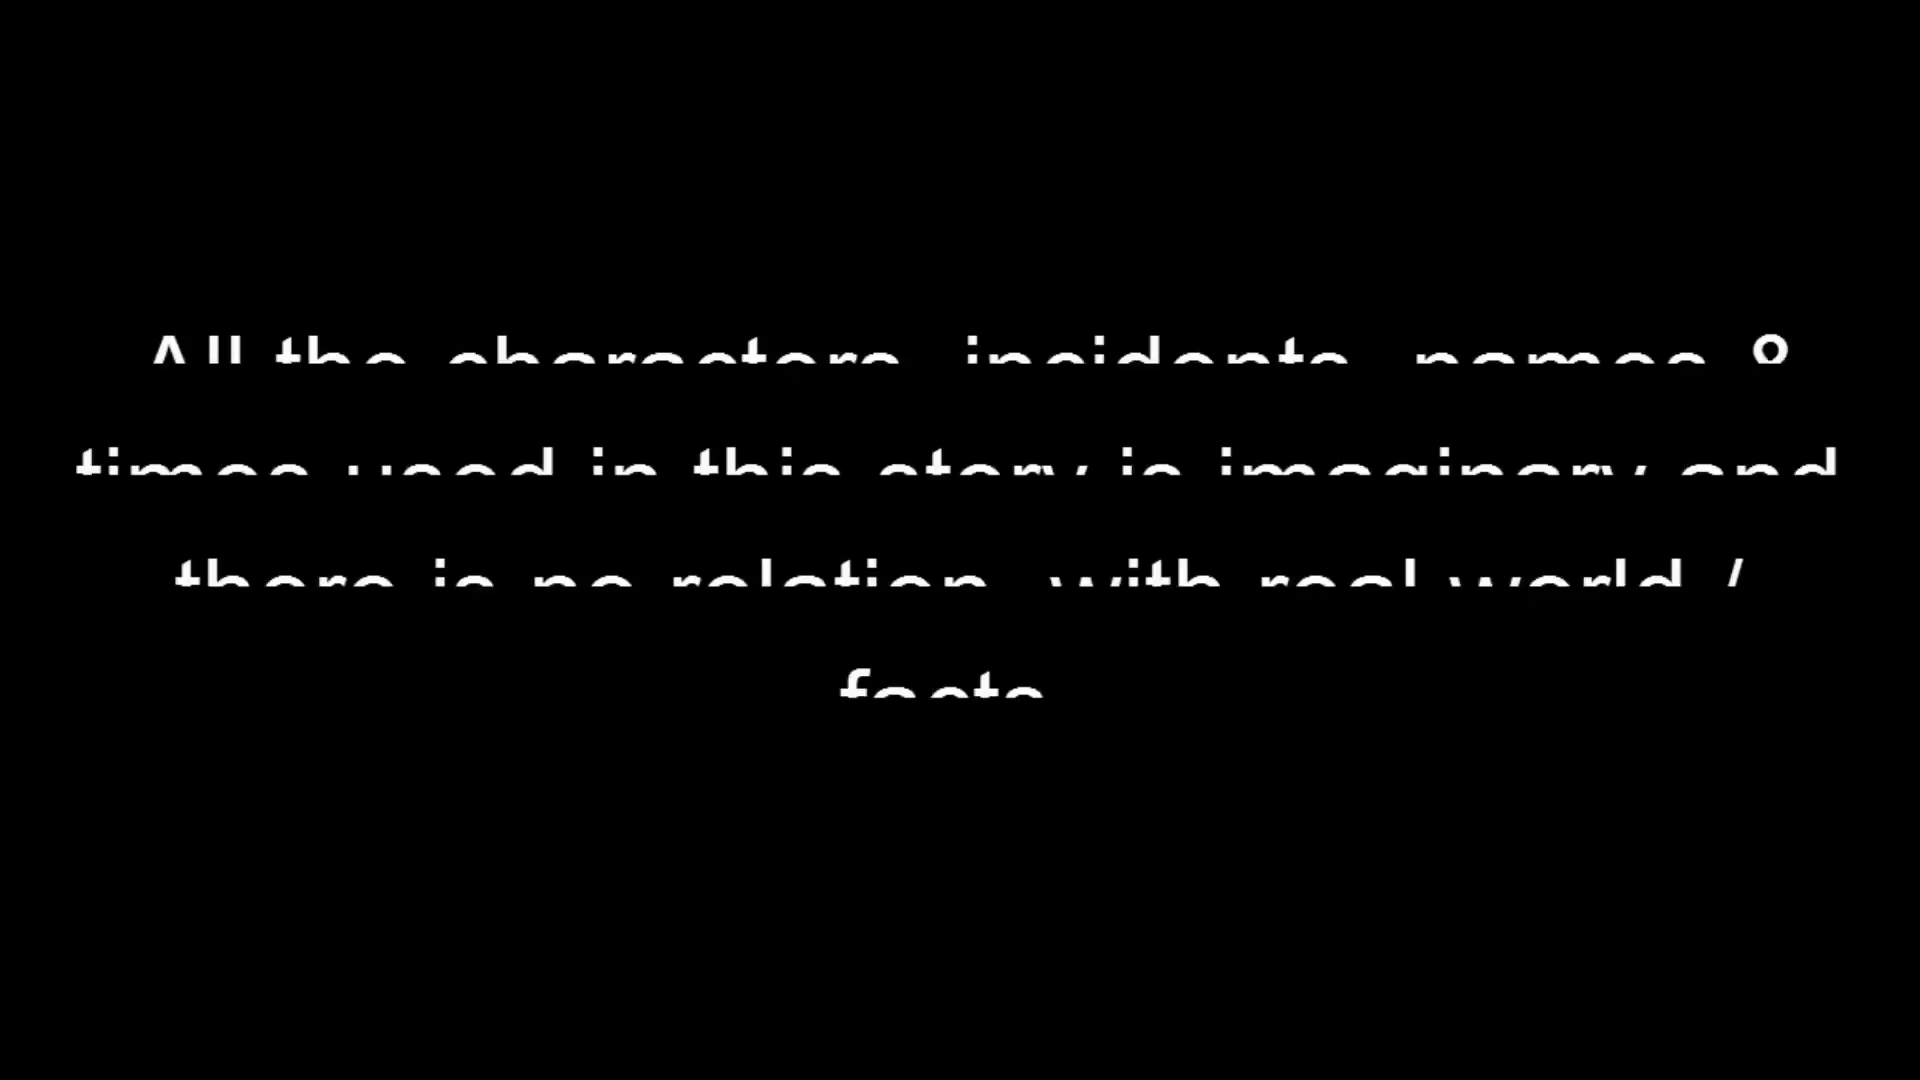 All the characters, incidents, names &
times used in this story is imaginary and
there is no relation with real world /
facts